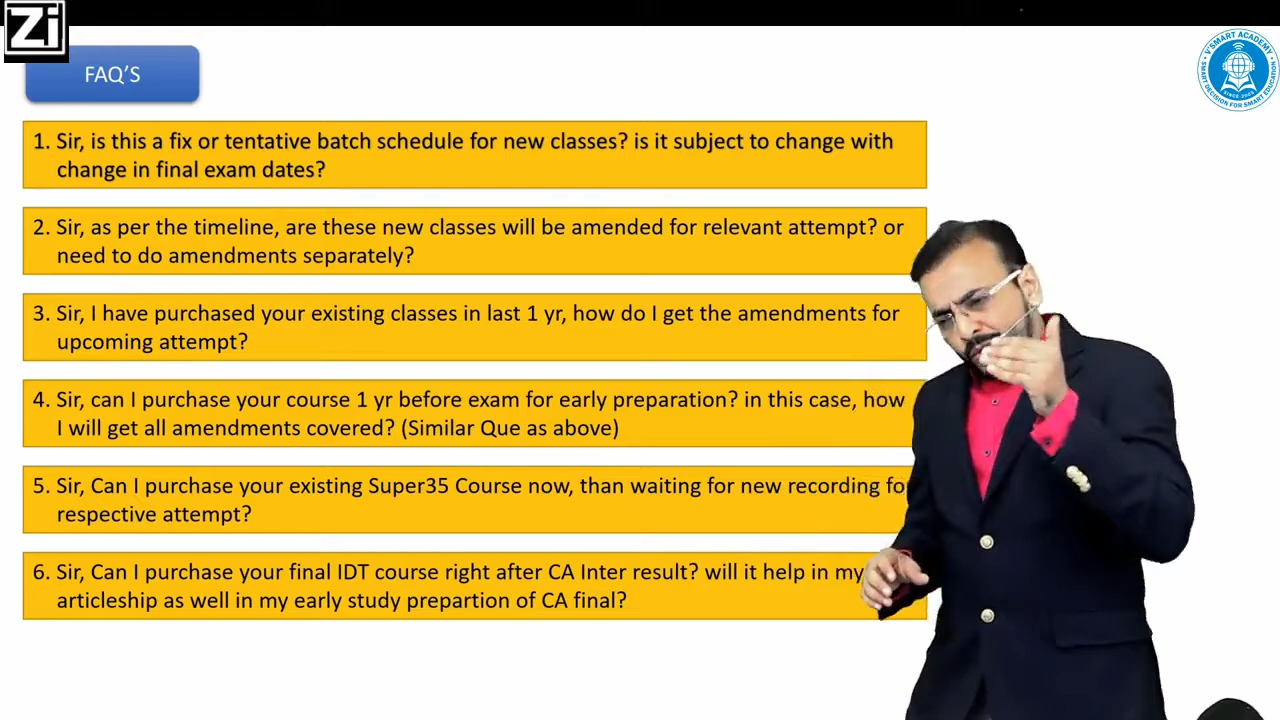 Zi
FAQ'S
V'SMART ACADEMY
SMART DECISION FOR SMART EDUCATION
1. Sir, is this a fix or tentative batch schedule for new classes? is it subject to change with
change in final exam dates?
2. Sir, as per the timeline, are these new classes will be amended for relevant attempt? or
need to do amendments separately?
3. Sir, I have purchased your existing classes in last 1 yr, how do I get the amendments for
upcoming attempt?
4. Sir, can I purchase your course 1 yr before exam for early preparation? in this case, how
I will get all amendments covered? (Similar Que as above)
5. Sir, Can I purchase your existing Super35 Course now, than waiting for new recording fo
respective attempt?
6. Sir, Can I purchase your final IDT course right after CA Inter result? will it help in my
articleship as well in my early study prepartion of CA final?